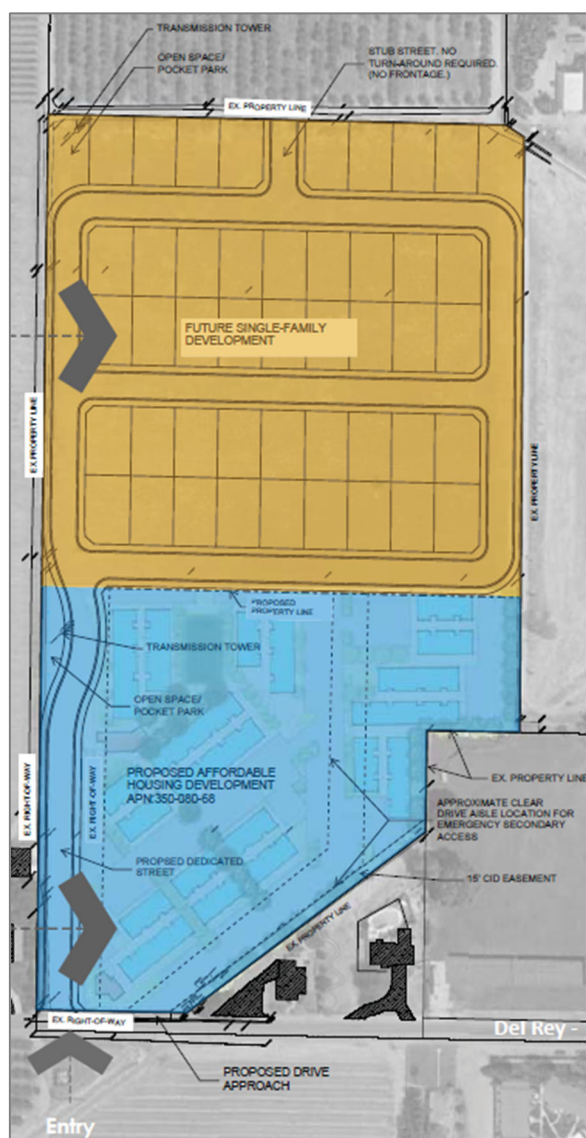 TRANSMISSION TOWER
OPEN SPACE/
POCKET PARK
STUB STREET. NO
TURN-AROUND REQUIRED.
(NO FRONTAGE.)
EX. PROPERTY LINE
FUTURE SINGLE-FAMILY
DEVELOPMENT
EX. PROPERTY LINE
EX. PROPERTY LINE
PROPOSED
PROPERTY LINE
TRANSMISSION TOWER
OPEN SPACE/
POCKET PARK
EX. RIGHT-OF-WAY
EX. RIGHT-OF-WAY
PROPOSED AFFORDABLE
HOUSING DEVELOPMENT
APN:350-080-68
EX. PROPERTY LINE
APPROXIMATE CLEAR
DRIVE AISLE LOCATION FOR
EMERGENCY SECONDARY
ACCESS
PROPSED DEDICATED
STREET
15' CID EASEMENT
EX. PROPERTY LINE
EX. RIGHT-OF-WAY
Del Rey -
PROPOSED DRIVE
APPROACH
Entry